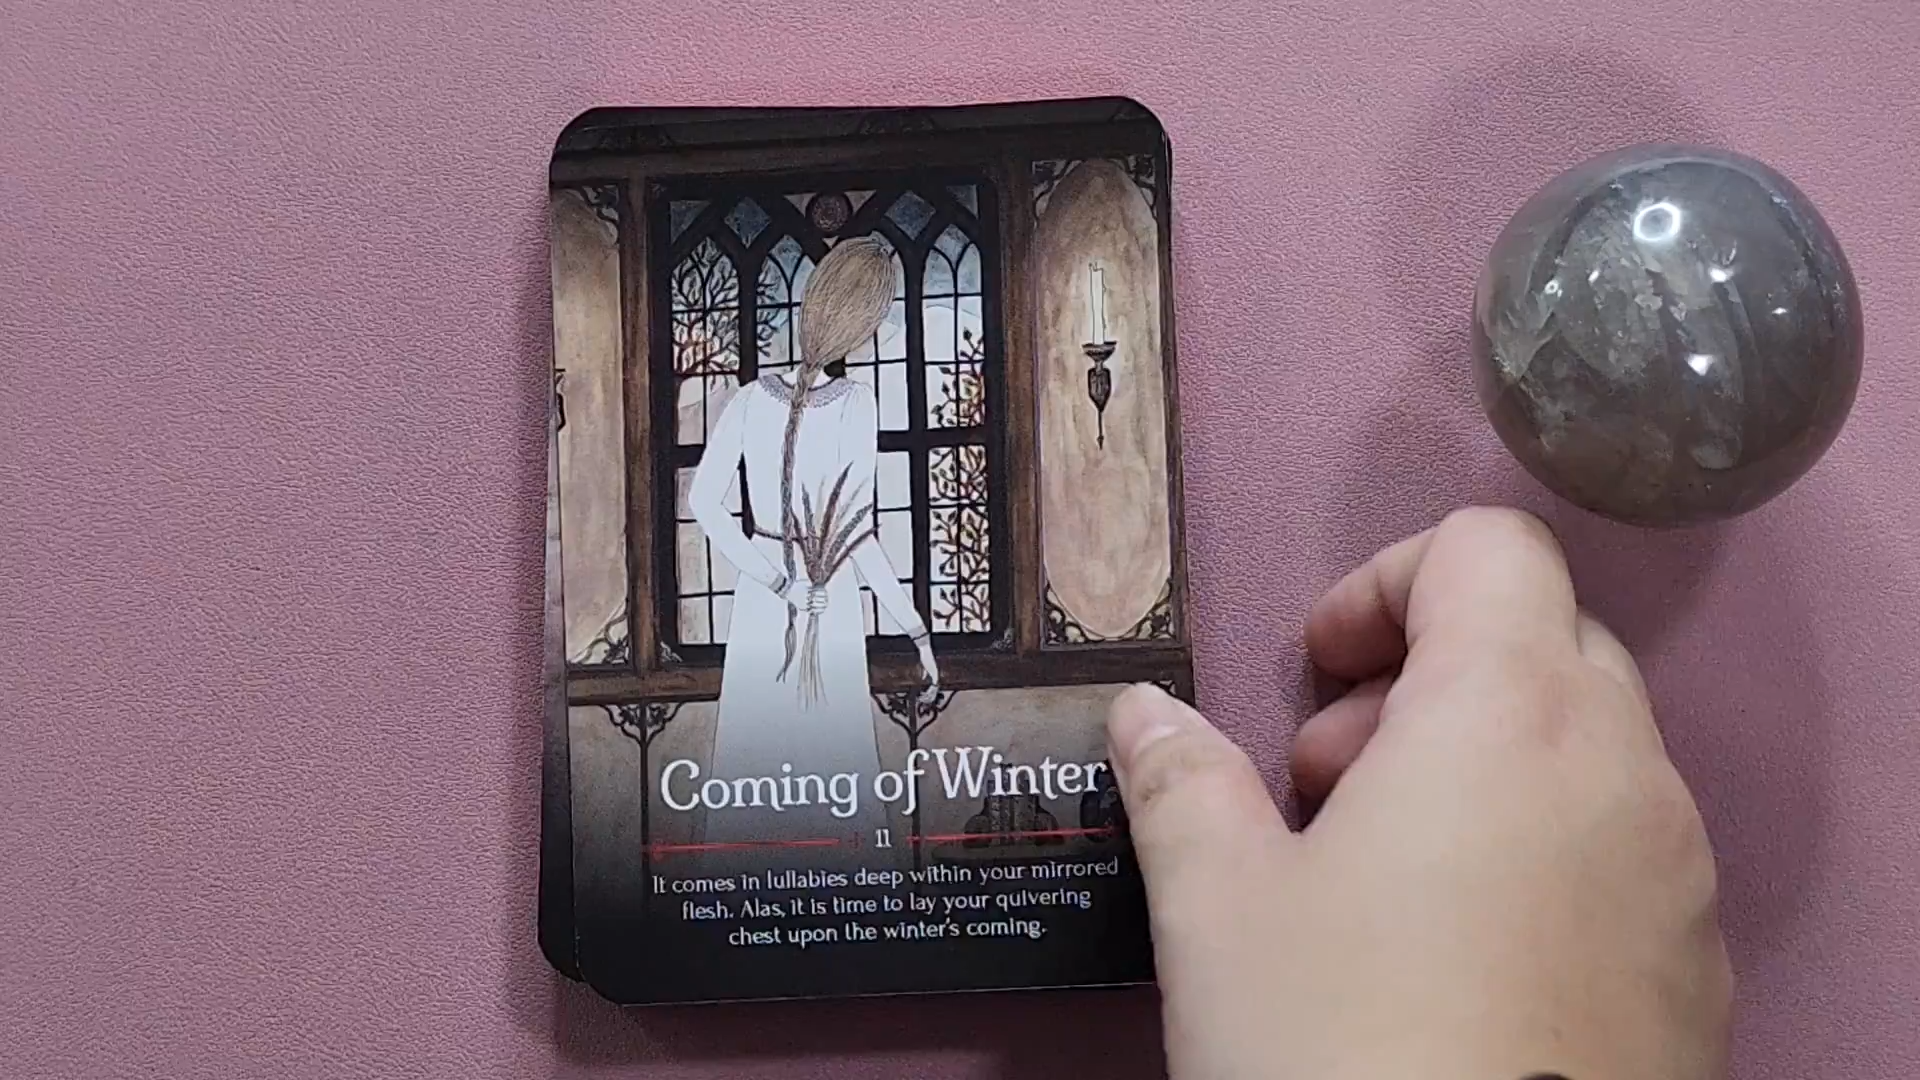 Coming of Winter
11
It comes in lullabies deep within your mirrored
flesh. Alas, it is time to lay your quivering
chest upon the winter's coming.